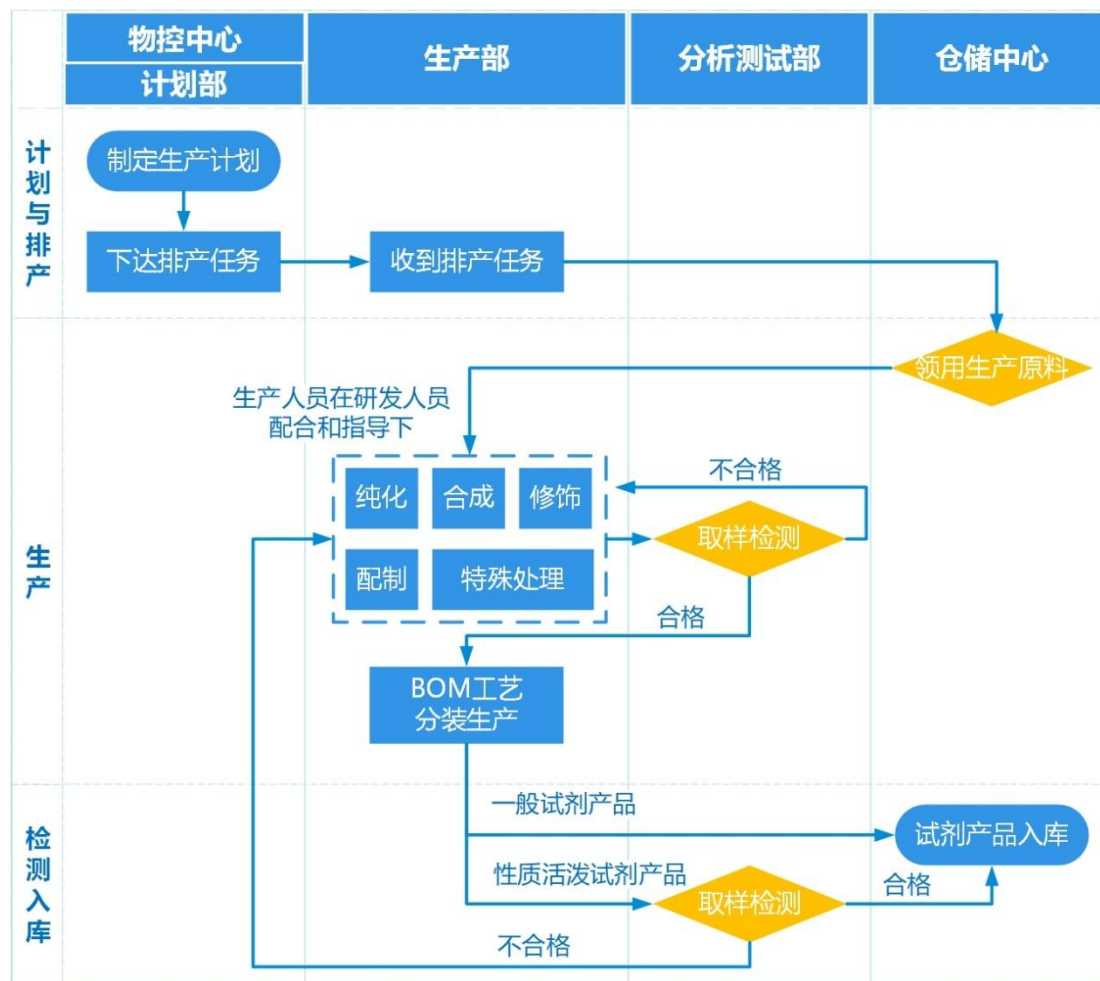 物控中心
计划部
生产部
分析测试部
仓储中心
计划与排产
制定生产计划
下达排产任务
收到排产任务
生产
领用生产原料
生产人员在研发人员
配合和指导下
纯化
合成
修饰
不合格
取样检测
配制
特殊处理
合格
BOM工艺
分装生产
检测入库
一般试剂产品
试剂产品入库
性质活泼试剂产品
取样检测
合格
不合格